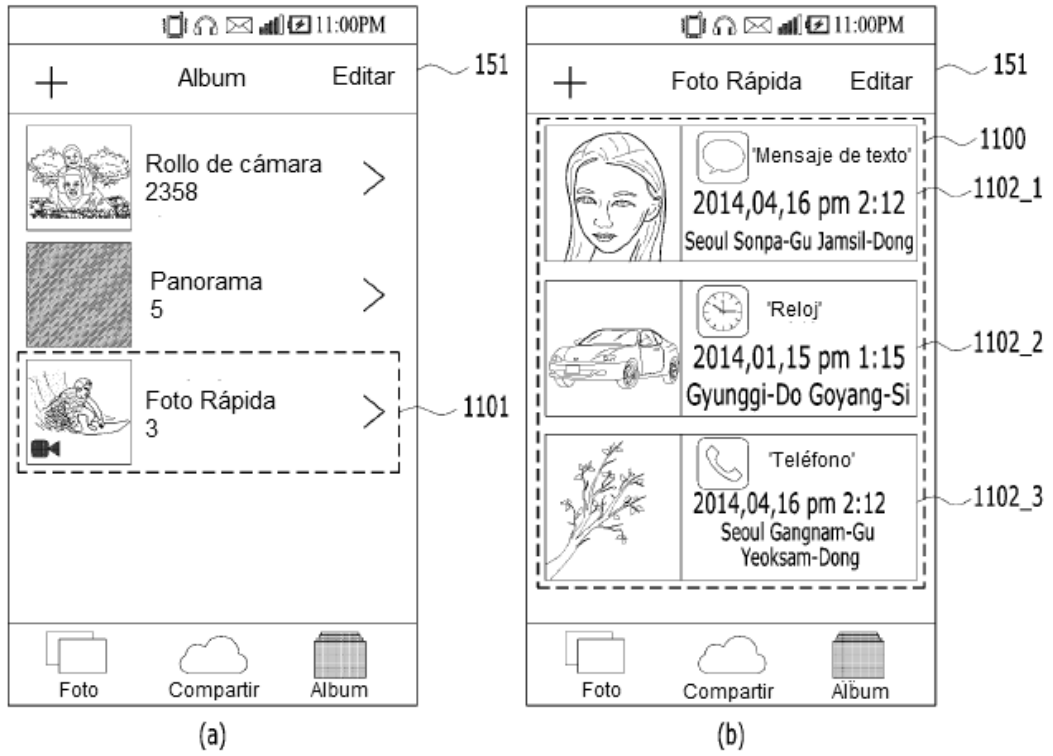 11:00PM
Album
Editar
151
Rollo de cámara
2358
Panorama
5
Foto Rápida
3
1101
Foto
Compartir
Album
(a)
11:00PM
Foto Rápida
Editar
151
1100
"Mensaje de texto"
2014,04,16 pm 2:12
Seoul Sonpa-Gu Jamsil-Dong
1102_1
"Reloj"
2014,01,15 pm 1:15
Gyunggi-Do Goyang-Si
1102_2
"Teléfono"
2014,04,16 pm 2:12
Seoul Gangnam-Gu
Yeoksam-Dong
1102_3
Foto
Compartir
Album
(b)